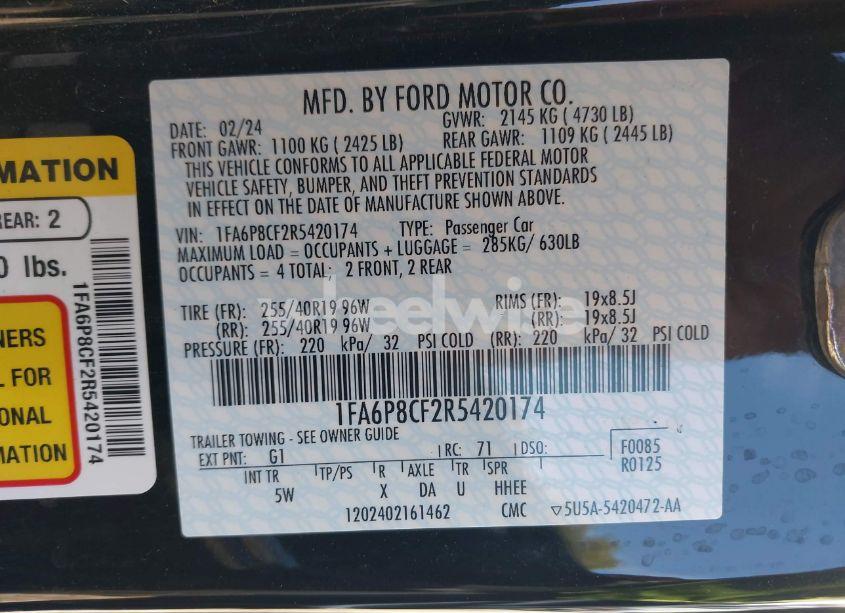 MFD. BY FORD MOTOR CO.
DATE: 02/24
GVWR: 2145 KG ( 4730 LB)
FRONT GAWR: 1100 KG ( 2425 LB)
REAR GAWR: 1109 KG ( 2445 LB)
THIS VEHICLE CONFORMS TO ALL APPLICABLE FEDERAL MOTOR
VEHICLE SAFETY, BUMPER, AND THEFT PREVENTION STANDARDS
IN EFFECT ON THE DATE OF MANUFACTURE SHOWN ABOVE.
VIN: 1FA6P8CF2R5420174 TYPE: Passenger Car
MAXIMUM LOAD = OCCUPANTS + LUGGAGE = 285KG/ 630LB
OCCUPANTS = 4 TOTAL: 2 FRONT, 2 REAR
TIRE (FR): 255/40R19 96W RIMS (FR): 19x8.5J
(RR): 255/40R19 96W (RR): 19x8.5J
PRESSURE (FR): 220 kPa/ 32 PSI COLD (RR): 220 kPa/ 32 PSI COLD
1FA6P8CF2R5420174
TRAILER TOWING - SEE OWNER GUIDE
EXT PNT: G1 RC: 71 DSO:
F0085
R0125
INT TR TP/PS R AXLE TR SPR
5W X DA U HHEE
1202402161462 CMC ▽5U5A-5420472-AA
MATION
REAR: 2
0 lbs.
NERS
L FOR
ONAL
MATION
1FA6P8CF2R5420174